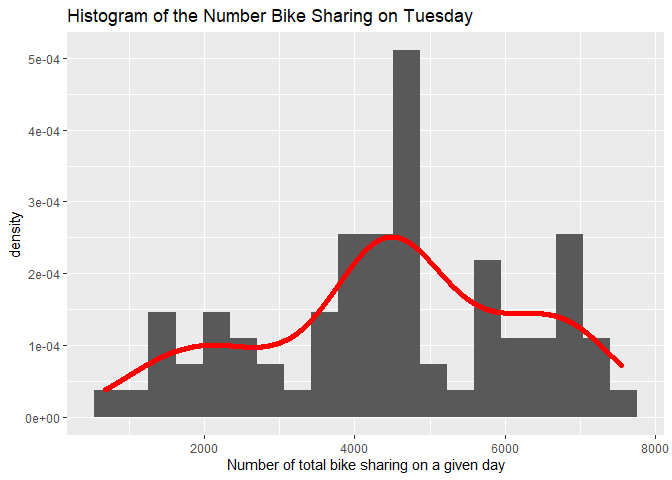 Histogram of the Number Bike Sharing on Tuesday
5e-04
4e-04
3e-04
2e-04
1e-04
0e+00
density
2000 4000 6000 8000
Number of total bike sharing on a given day